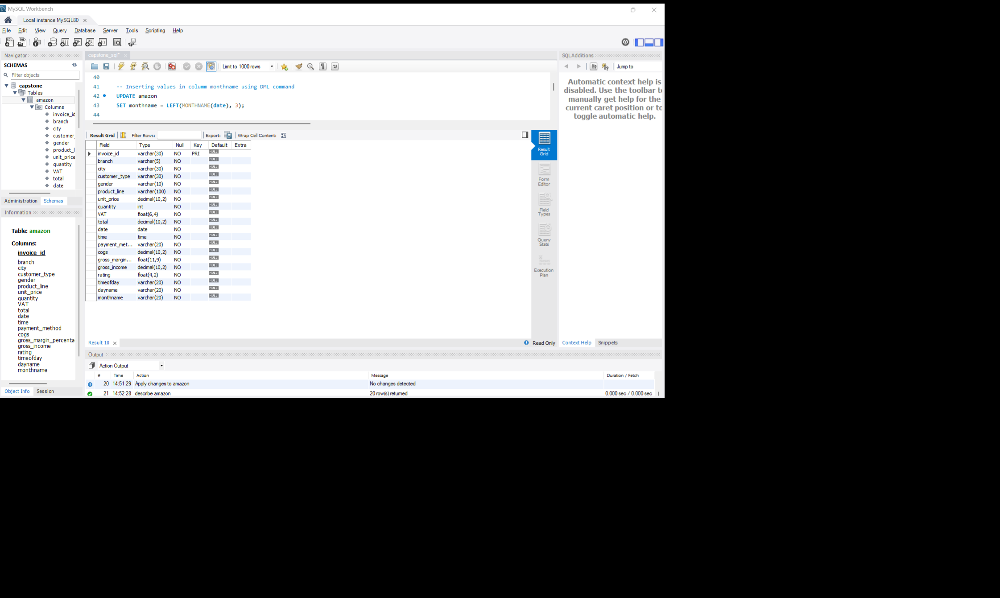 MySQL Workbench
Local instance MySQL80
File Edit View Query Database Server Tools Scripting Help
Navigator
SCHEMAS
Filter objects
capstone
Tables
amazon
Columns
invoice_id
branch
city
customer_
gender
product_l
unit_price
quantity
VAT
total
date
Administration Schemas
Information
Table: amazon
Columns:
invoice_id
branch
city
customer_type
gender
product_line
unit_price
quantity
VAT
total
date
time
payment_method
cogs
gross_margin_percenta
gross_income
rating
timeofday
dayname
monthname
Object Info Session
capstone_sql*
Limit to 1000 rows
40
41 -- Inserting values in columm monthname using DML command
42 UPDATE amazon
43 SET monthname = LEFT(MONTHNAME(date), 3);
44
Result Grid Filter Rows: Export: Wrap Cell Content:
Field Type Null Key Default Extra
invoice_id varchar(30) NO PRI NULL
branch varchar(5) NO NULL
city varchar(30) NO NULL
customer_type varchar(30) NO NULL
gender varchar(10) NO NULL
product_line varchar(100) NO NULL
unit_price decimal(10,2) NO NULL
quantity int NO NULL
VAT float(6,4) NO NULL
total decimal(10,2) NO NULL
date date NO NULL
time time NO NULL
payment_met... varchar(20) NO NULL
cogs decimal(10,2) NO NULL
gross_margin... float(11,9) NO NULL
gross_income decimal(10,2) NO NULL
rating float(4,2) NO NULL
timeofday varchar(20) NO NULL
dayname varchar(20) NO NULL
monthname varchar(20) NO NULL
Result
Grid
Form
Editor
Field
Types
Query
Stats
Execution
Plan
Result 10
Read Only
SQLAdditions
Jump to
Automatic context help is
disabled. Use the toolbar t
manually get help for the
current caret position or to
toggle automatic help.
Context Help Snippets
Output
Action Output
# Time Action Message Duration / Fetch
20 14:51:29 Apply changes to amazon No changes detected
21 14:52:28 describe amazon 20 row(s) returned 0.000 sec / 0.000 sec